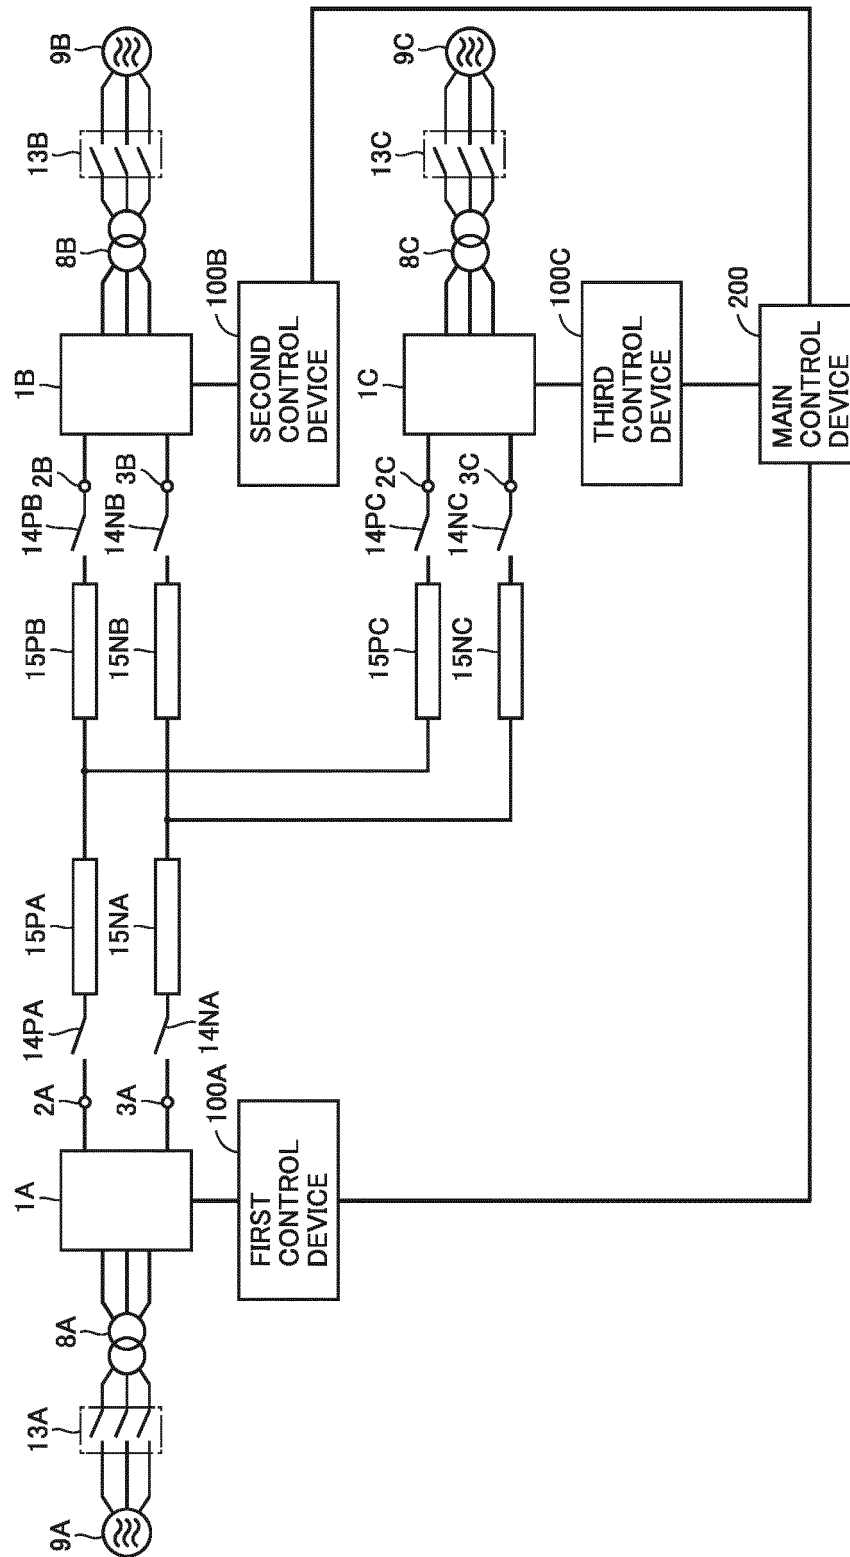 9A
13A
8A
1A
2A
3A
14PA
14NA
15PA
15NA
100A
FIRST
CONTROL
DEVICE
15PB
15NB
14PB
14NB
2B
3B
1B
8B
13B
9B
100B
SECOND
CONTROL
DEVICE
15PC
15NC
14PC
14NC
2C
3C
1C
8C
13C
9C
100C
THIRD
CONTROL
DEVICE
200
MAIN
CONTROL
DEVICE